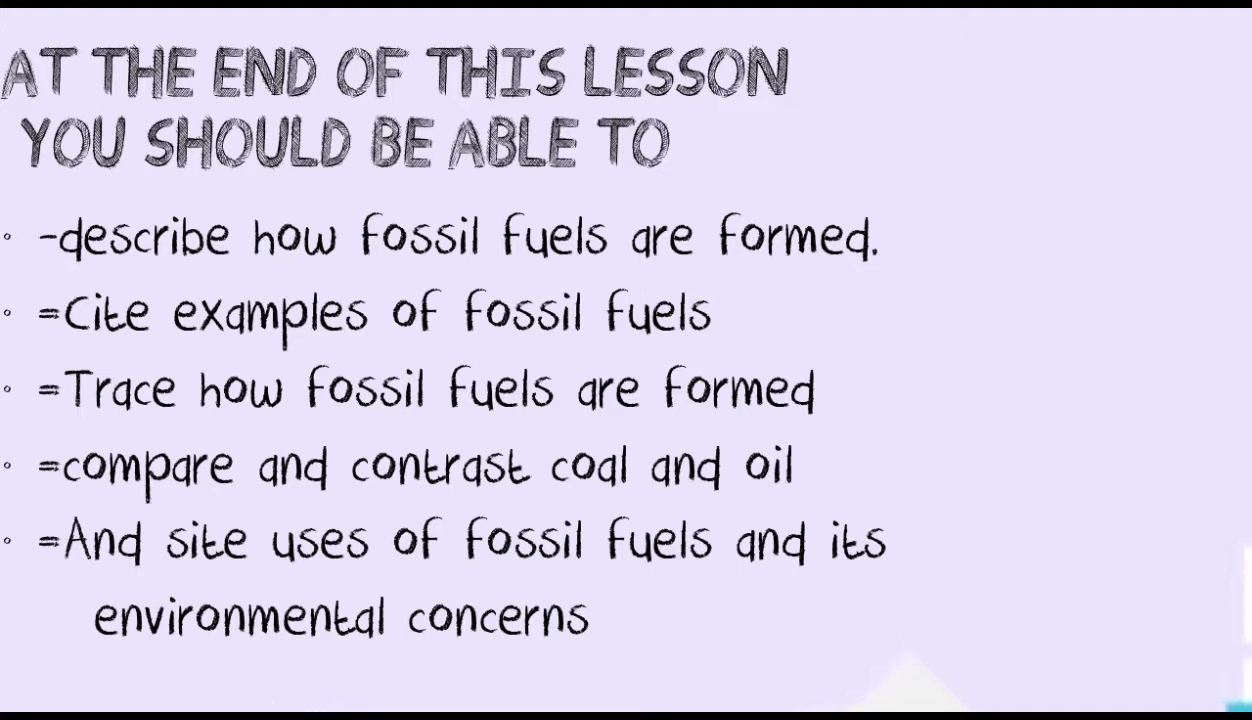 AT THE END OF THIS LESSON
YOU SHOULD BE ABLE TO
◦ -describe how fossil fuels are formed.
◦ =Cite examples of fossil fuels
◦ =Trace how fossil fuels are formed
◦ =compare and contrast coal and oil
◦ =And site uses of fossil fuels and its
environmental concerns